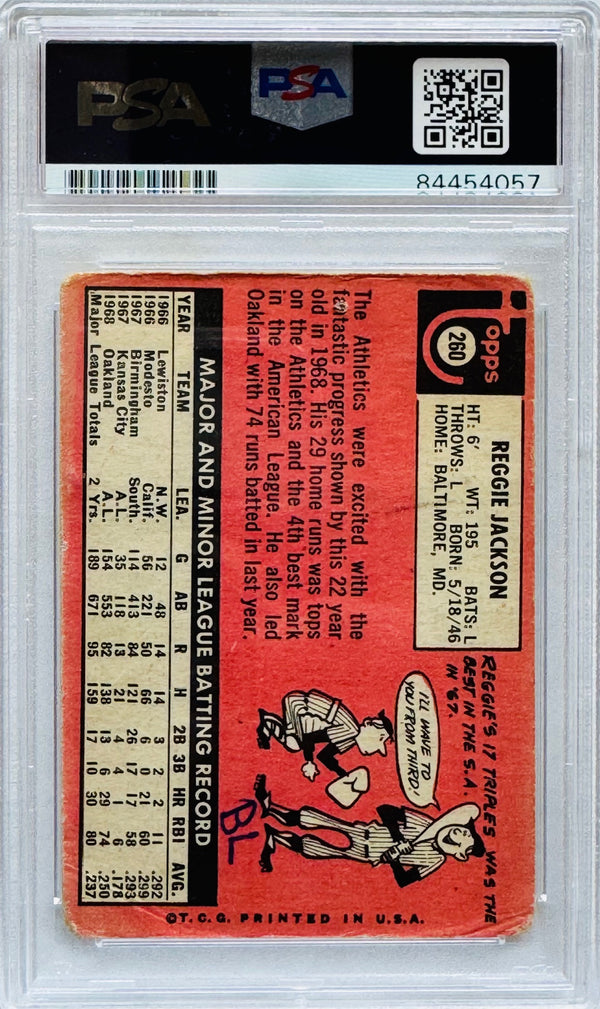 PSA
PSA
84454057
Topps
260
REGGIE JACKSON
HT: 6' WT: 195 BATS: L
THROWS: L BORN: 5/18/46
HOME: BALTIMORE, MD.
The Athletics were excited with the
fantastic progress shown by this 22 year
old in 1968. His 29 home runs was tops
on the Athletics and the 4th best mark
in the American League. He also led
Oakland with 74 runs batted in last year.
REGGIE'S 17 TRIPLES WAS THE
BEST IN THE S.A.
IN '67.
I'LL WAVE TO
YOU FROM THIRD!
BL
MAJOR AND MINOR LEAGUE BATTING RECORD
YEAR TEAM LEA. G AB R H 2B 3B HR RBI AVG.
1966 Lewiston N.W. 12 48 14 14 3 2 2 11 .292
1966 Modesto Calif. 56 221 50 66 6 0 21 60 .299
1967 Birmingham South. 114 413 84 121 26 17 17 58 .293
1967 Kansas City A.L. 35 118 13 21 4 4 1 6 .178
1968 Oakland A.L. 154 553 82 138 13 6 29 74 .250
Major League Totals 2 Yrs. 189 671 95 159 17 10 30 80 .237
©T.C.G. PRINTED IN U.S.A.